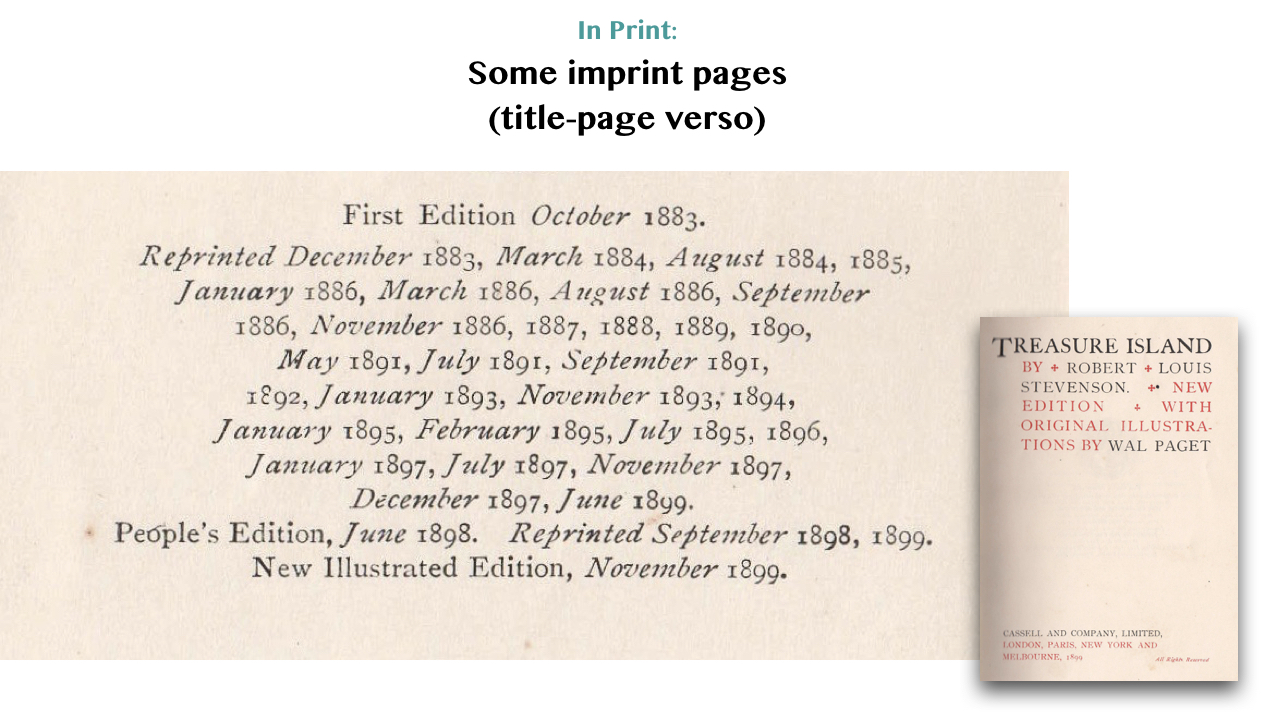 In Print:
Some imprint pages
(title-page verso)
First Edition October 1883.
Reprinted December 1883, March 1884, August 1884, 1885,
January 1886, March 1886, August 1886, September
1886, November 1886, 1887, 1888, 1889, 1890,
May 1891, July 1891, September 1891,
1892, January 1893, November 1893, 1894,
January 1895, February 1895, July 1895, 1896,
January 1897, July 1897, November 1897,
December 1897, June 1899.
People's Edition, June 1898. Reprinted September 1898, 1899.
New Illustrated Edition, November 1899.
TREASURE ISLAND
BY + ROBERT + LOUIS
STEVENSON. + NEW
EDITION + WITH
ORIGINAL ILLUSTRA-
TIONS BY WAL PAGET
CASSELL AND COMPANY, LIMITED,
LONDON, PARIS, NEW YORK AND
MELBOURNE, 1899
All Rights Reserved